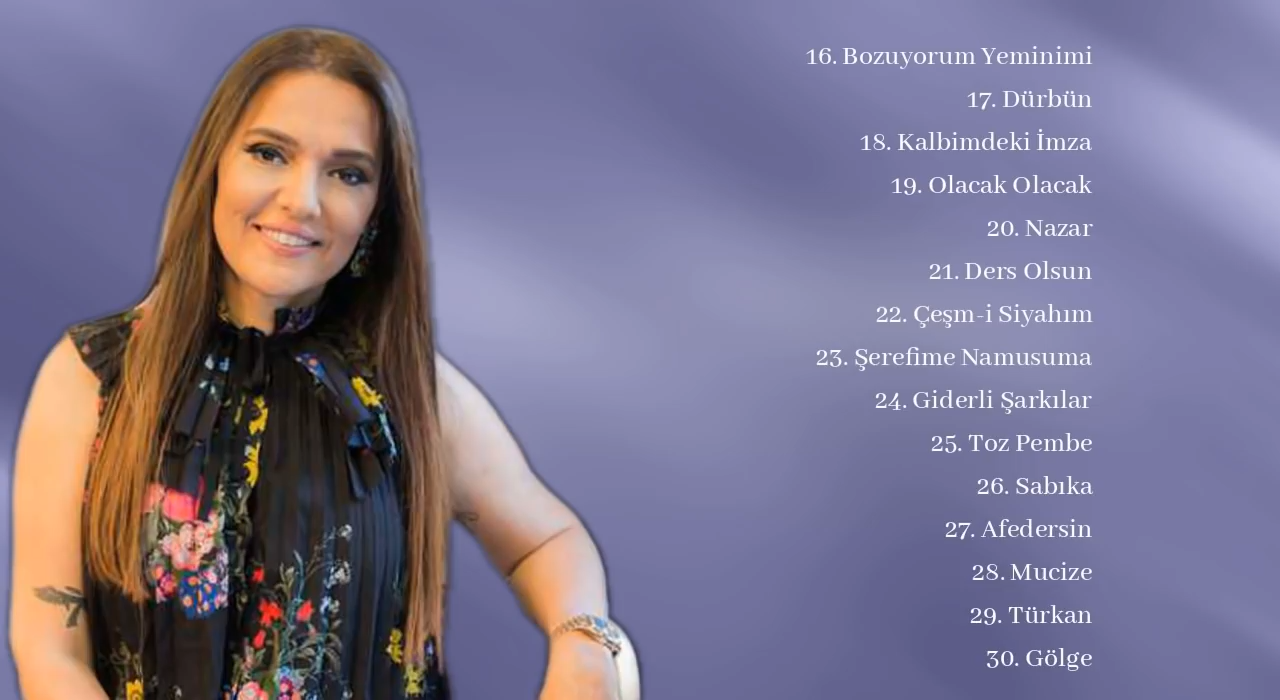 16. Bozuyorum Yeminimi
17. Dürbün
18. Kalbimdeki İmza
19. Olacak Olacak
20. Nazar
21. Ders Olsun
22. Çeşm-i Siyahım
23. Şerefime Namusuma
24. Giderli Şarkılar
25. Toz Pembe
26. Sabıka
27. Afedersin
28. Mucize
29. Türkan
30. Gölge